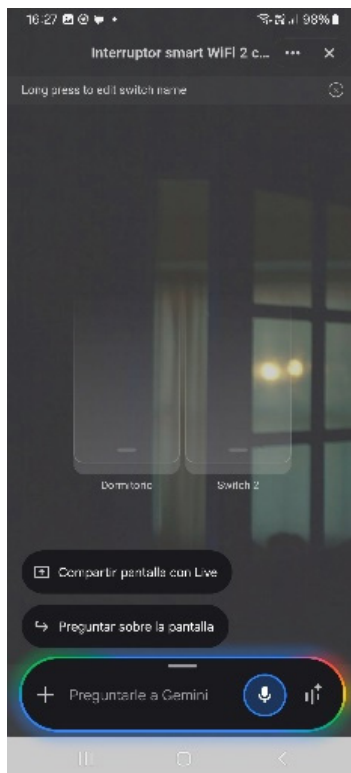 16:27
98%
Interruptor smart WiFi 2 c...
Long press to edit switch name
Dormitorio
Switch 2
Compartir pantalla con Live
Preguntar sobre la pantalla
Preguntarle a Gemini